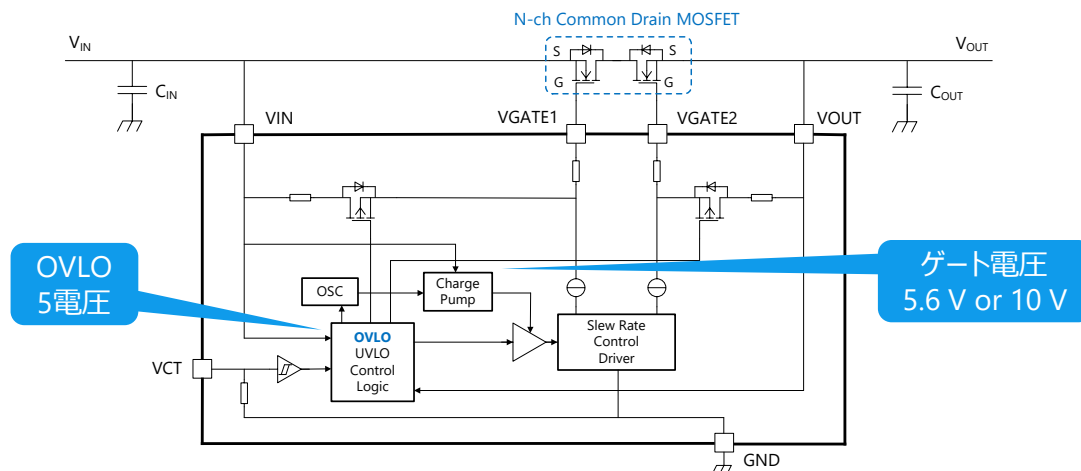 N-ch Common Drain MOSFET
VIN
S
S
VOUT
G
G
CIN
COUT
VIN
VGATE1
VGATE2
VOUT
OVLO
5電圧
ゲート電圧
5.6 V or 10 V
OSC
Charge
Pump
OVLO
UVLO
Control
Logic
Slew Rate
Control
Driver
VCT
GND